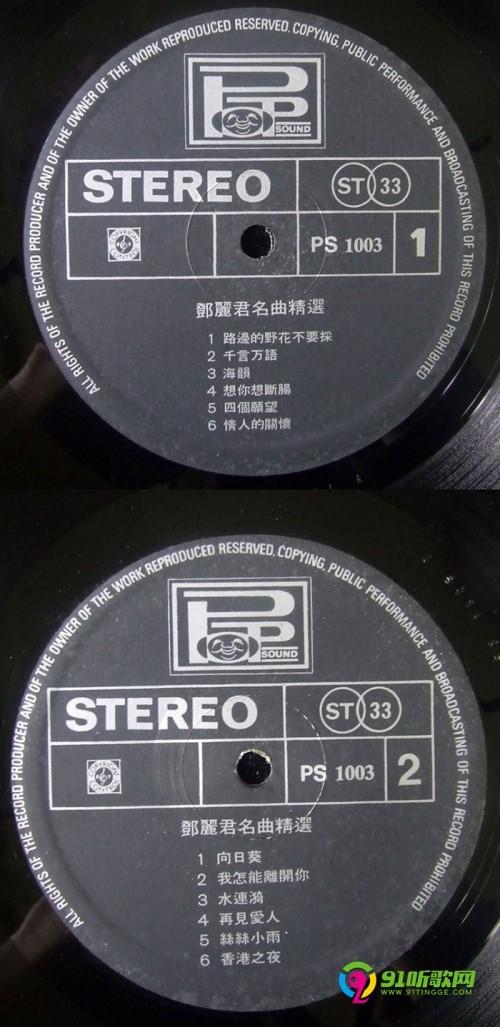 ALL RIGHTS OF THE RECORD PRODUCER AND OF THE OWNER OF THE WORK REPRODUCED RESERVED. COPYING, PUBLIC PERFORMANCE AND BROADCASTING OF THIS RECORD PROHIBITED
POP
SOUND
STEREO
ST 33
PS 1003
1
鄧麗君名曲精選
1 路邊的野花不要採
2 千言万語
3 海韻
4 想你想斷腸
5 四個願望
6 情人的關懷
ALL RIGHTS OF THE RECORD PRODUCER AND OF THE OWNER OF THE WORK REPRODUCED RESERVED. COPYING, PUBLIC PERFORMANCE AND BROADCASTING OF THIS RECORD PROHIBITED
POP
SOUND
STEREO
ST 33
PS 1003
2
鄧麗君名曲精選
1 向日葵
2 我怎能離開你
3 水連漪
4 再見愛人
5 絲絲小雨
6 香港之夜
91听歌网
WWW.91TINGGE.COM